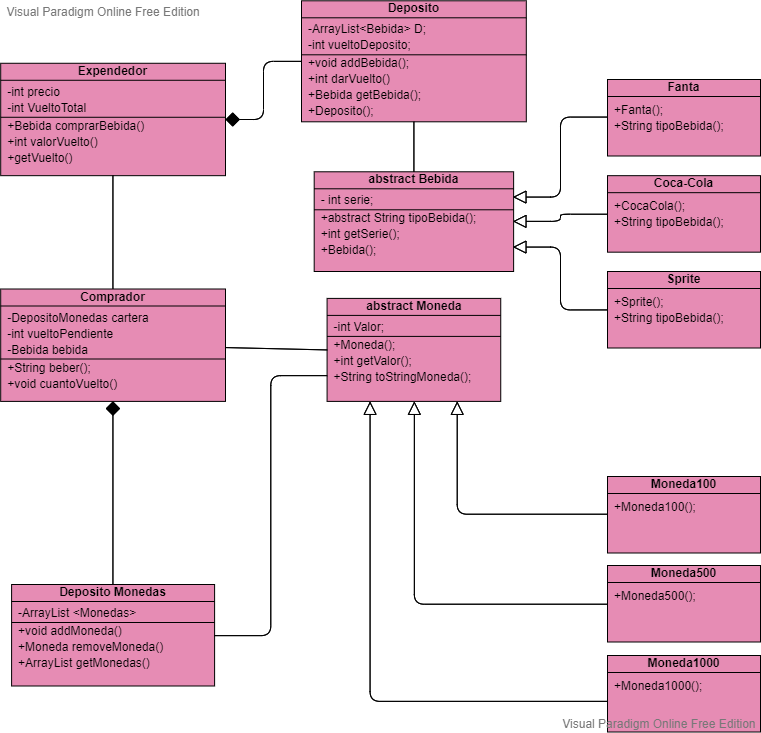 Visual Paradigm Online Free Edition
Deposito
-ArrayList<Bebida> D;
-int vueltoDeposito;
+void addBebida();
+int darVuelto()
+Bebida getBebida();
+Deposito();
Expendedor
-int precio
-int VueltoTotal
+Bebida comprarBebida()
+int valorVuelto()
+getVuelto()
Fanta
+Fanta();
+String tipoBebida();
abstract Bebida
- int serie;
+abstract String tipoBebida();
+int getSerie();
+Bebida();
Coca-Cola
+CocaCola();
+String tipoBebida();
Sprite
+Sprite();
+String tipoBebida();
Comprador
-DepositoMonedas cartera
-int vueltoPendiente
-Bebida bebida
+String beber();
+void cuantoVuelto()
abstract Moneda
-int Valor;
+Moneda();
+int getValor();
+String toStringMoneda();
Moneda100
+Moneda100();
Moneda500
+Moneda500();
Deposito Monedas
-ArrayList <Monedas>
+void addMoneda()
+Moneda removeMoneda()
+ArrayList getMonedas()
Moneda1000
+Moneda1000();
Visual Paradigm Online Free Edition